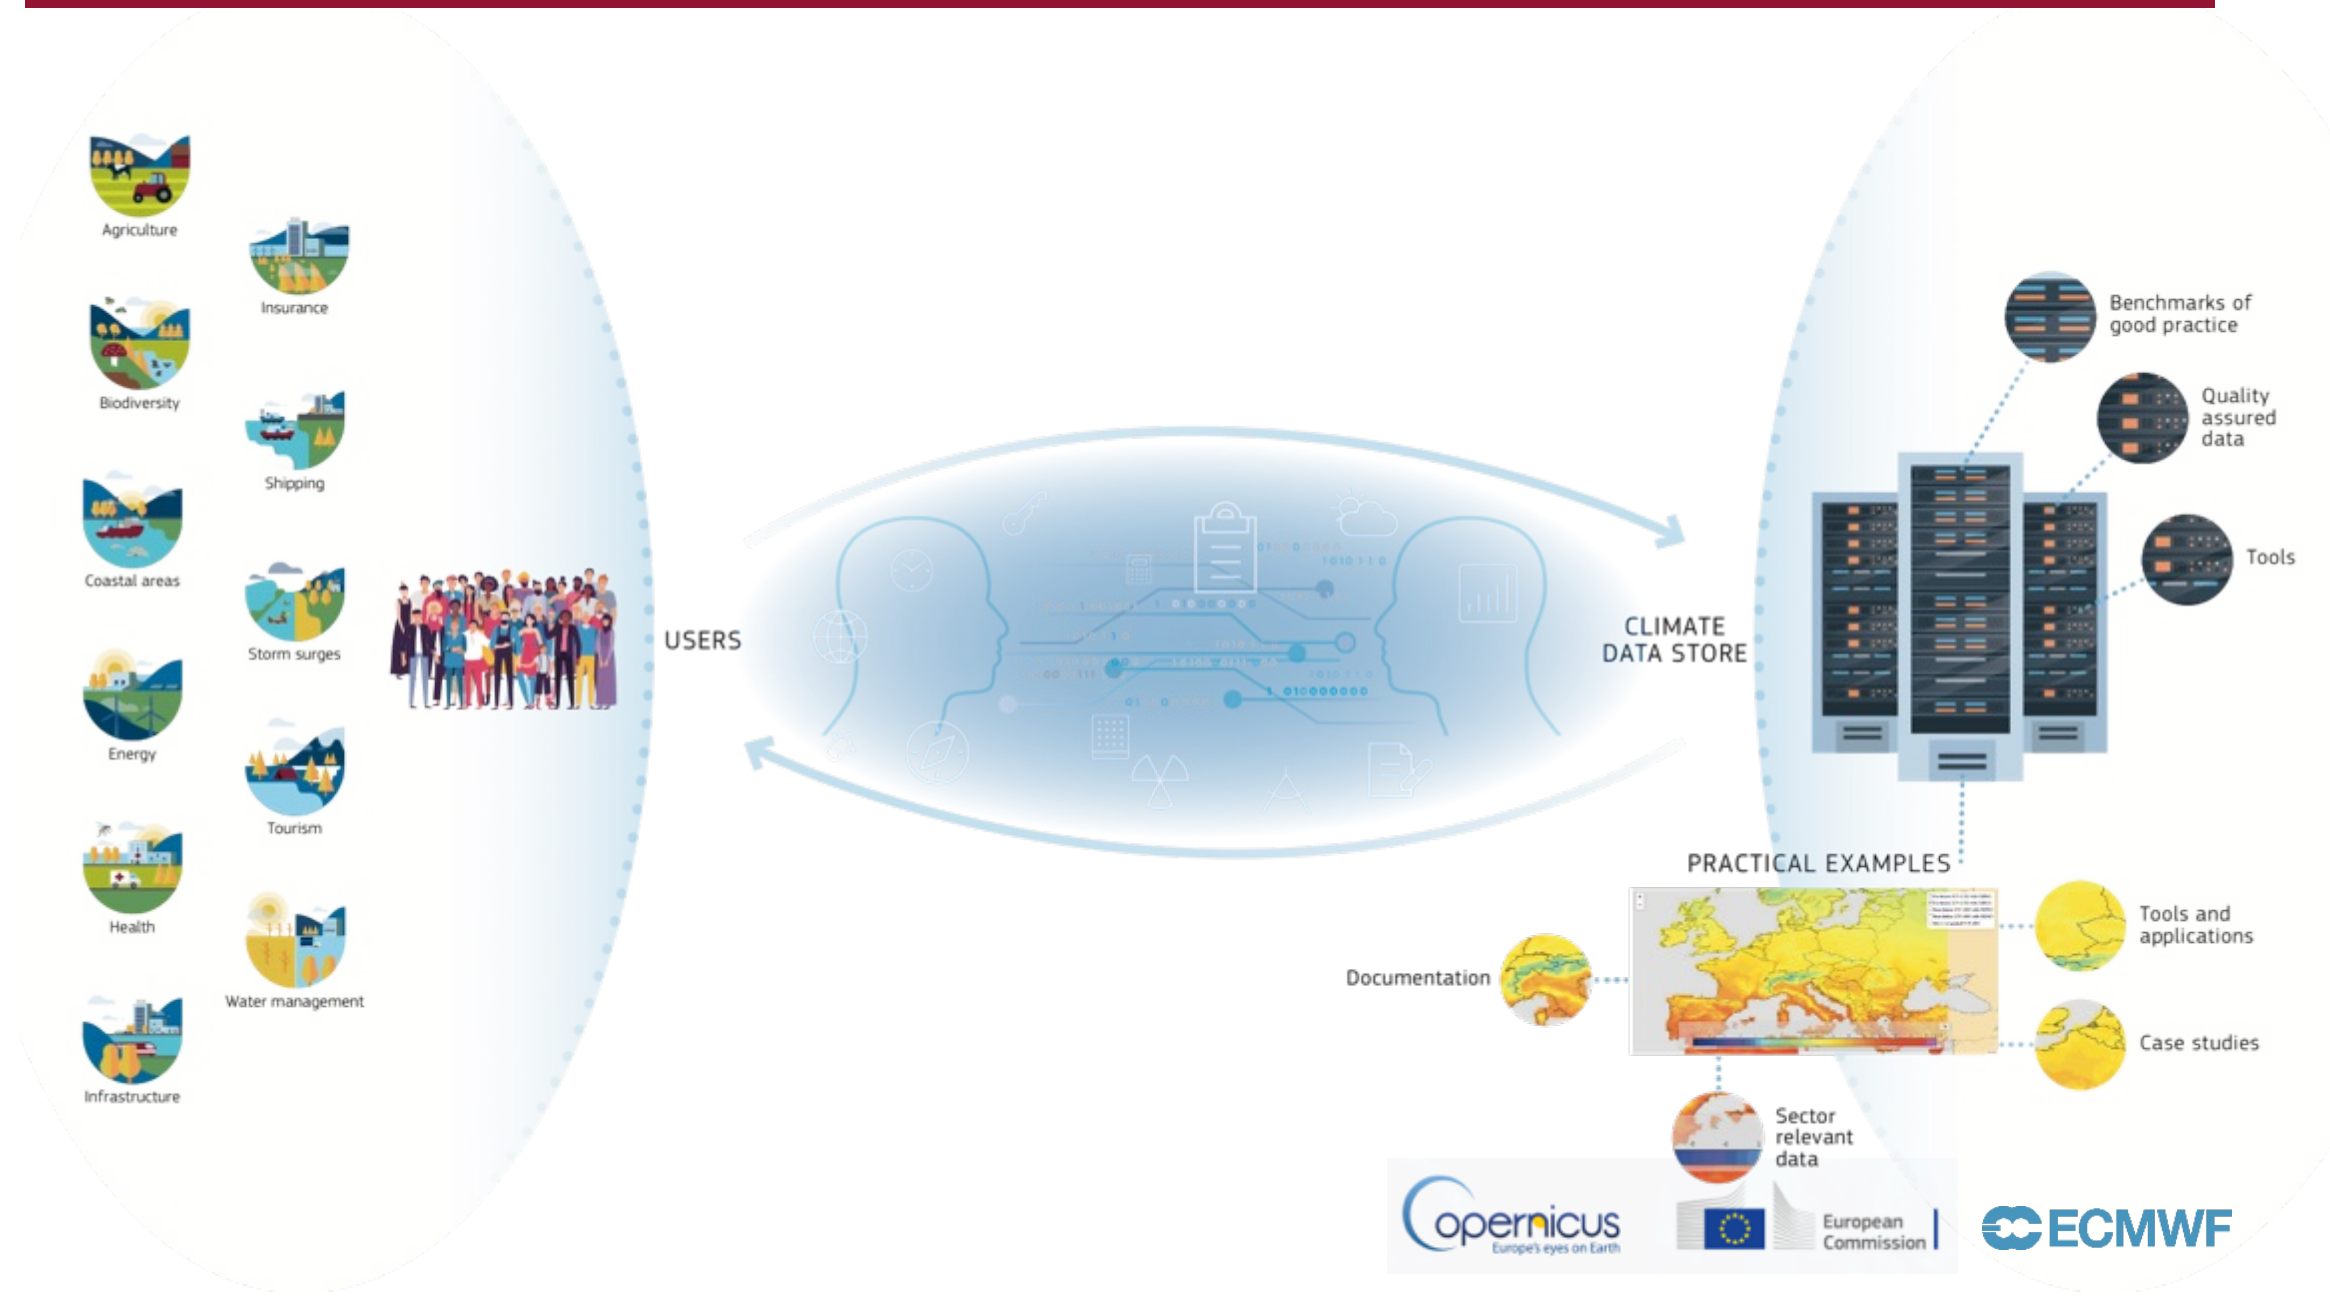 Agriculture
Insurance
Biodiversity
Shipping
Coastal areas
Storm surges
Energy
Tourism
Health
Water management
Infrastructure
USERS
CLIMATE
DATA STORE
Benchmarks of
good practice
Quality
assured
data
Tools
PRACTICAL EXAMPLES
Documentation
Tools and
applications
Case studies
Sector
relevant
data
opernicus
Europe's eyes on Earth
European
Commission
ECMWF